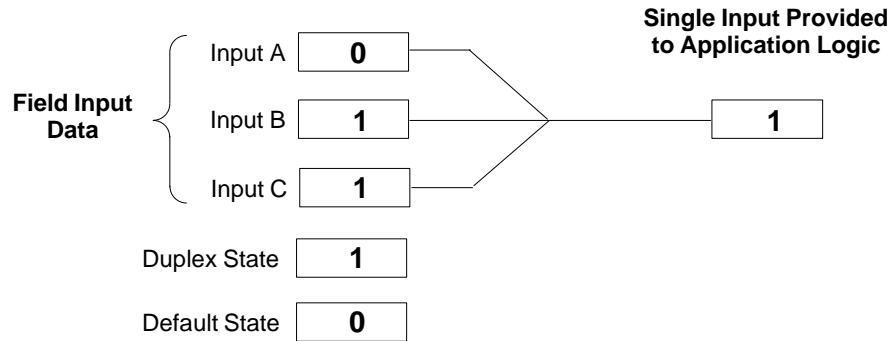 Single Input Provided
to Application Logic
Input A 0
Field Input
Data
Input B 1
1
Input C 1
Duplex State 1
Default State 0